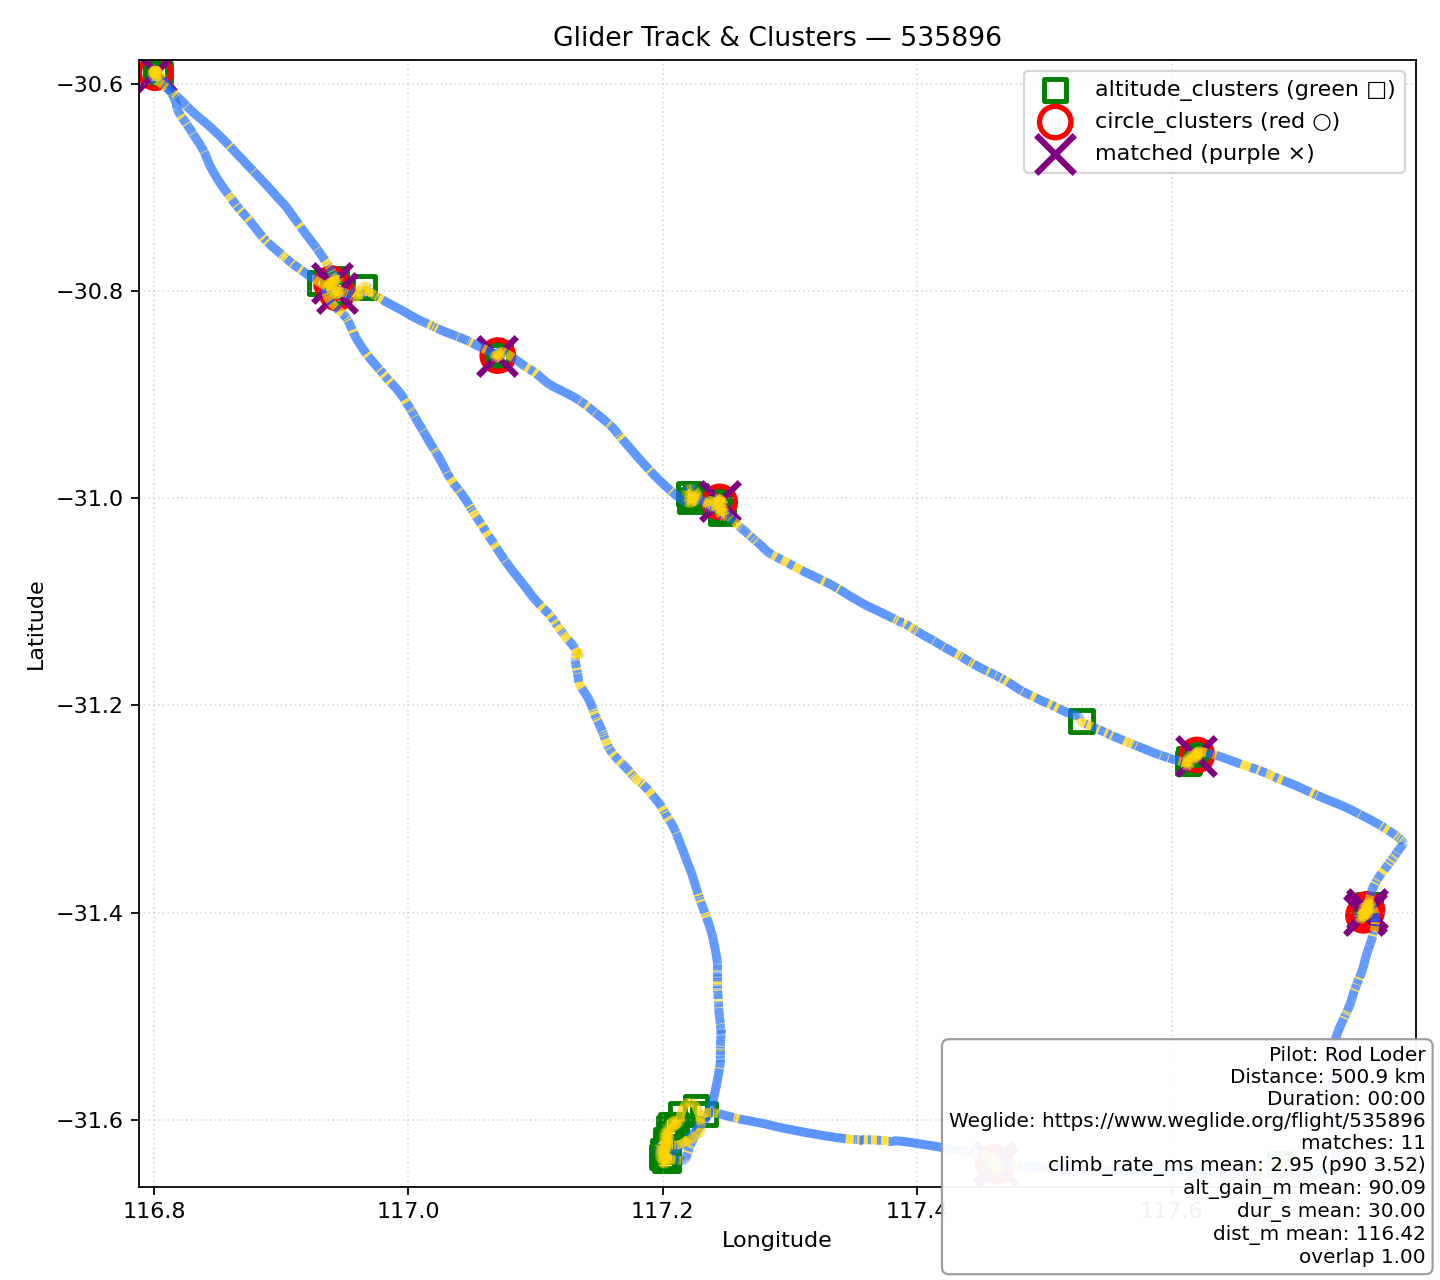 Glider Track & Clusters — 535896
altitude_clusters (green □)
circle_clusters (red ○)
matched (purple ×)
−30.6
−30.8
−31.0
−31.2
−31.4
−31.6
Latitude
116.8
117.0
117.2
117.4
117.6
Longitude
Pilot: Rod Loder
Distance: 500.9 km
Duration: 00:00
Weglide: https://www.weglide.org/flight/535896
matches: 11
climb_rate_ms mean: 2.95 (p90 3.52)
alt_gain_m mean: 90.09
dur_s mean: 30.00
dist_m mean: 116.42
overlap 1.00